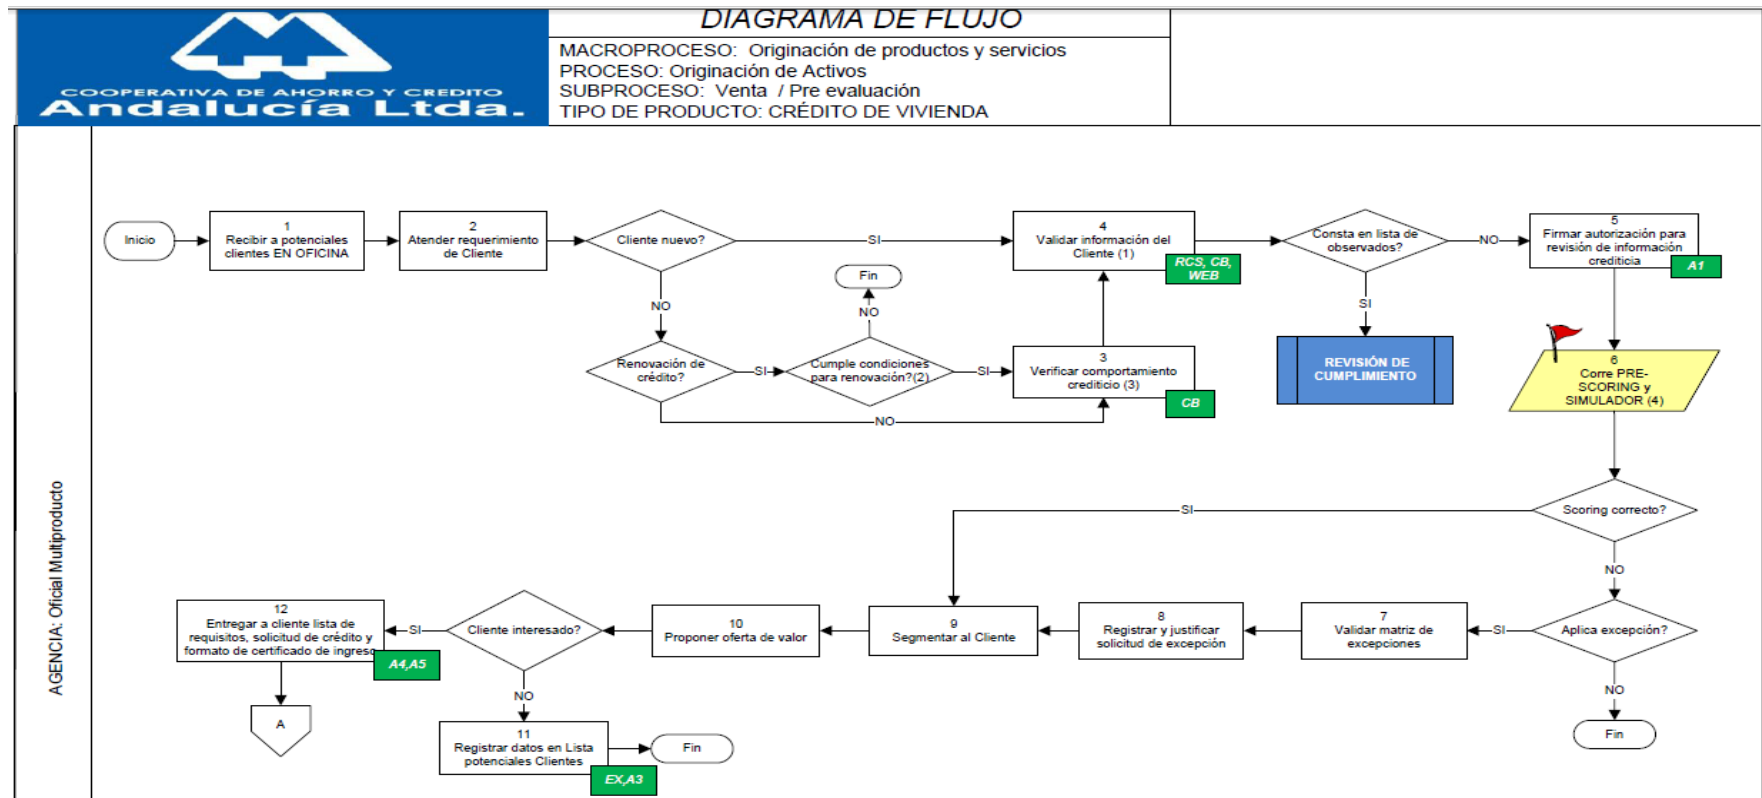 DIAGRAMA DE FLUJO
COOPERATIVA DE AHORRO Y CREDITO
Andalucía Ltda.
MACROPROCESO: Originación de productos y servicios
PROCESO: Originación de Activos
SUBPROCESO: Venta / Pre evaluación
TIPO DE PRODUCTO: CRÉDITO DE VIVIENDA
AGENCIA: Oficial Multiproducto
Inicio
1
Recibir a potenciales
clientes EN OFICINA
2
Atender requerimiento
de Cliente
Cliente nuevo?
SI
NO
4
Validar información del
Cliente (1)
RCS, CB,
WEB
Consta en lista de
observados?
NO
SI
5
Firmar autorización para
revisión de información
crediticia
A1
Fin
NO
Renovación de
crédito?
SI
NO
Cumple condiciones
para renovación?(2)
SI
3
Verificar comportamiento
crediticio (3)
CB
REVISIÓN DE
CUMPLIMIENTO
6
Corre PRE-
SCORING y
SIMULADOR (4)
Scoring correcto?
SI
NO
Aplica excepción?
SI
NO
Fin
7
Validar matriz de
excepciones
8
Registrar y justificar
solicitud de excepción
9
Segmentar al Cliente
10
Proponer oferta de valor
Cliente interesado?
SI
NO
12
Entregar a cliente lista de
requisitos, solicitud de crédito y
formato de certificado de ingreso
A4,A5
A
11
Registrar datos en Lista
potenciales Clientes
EX,A3
Fin